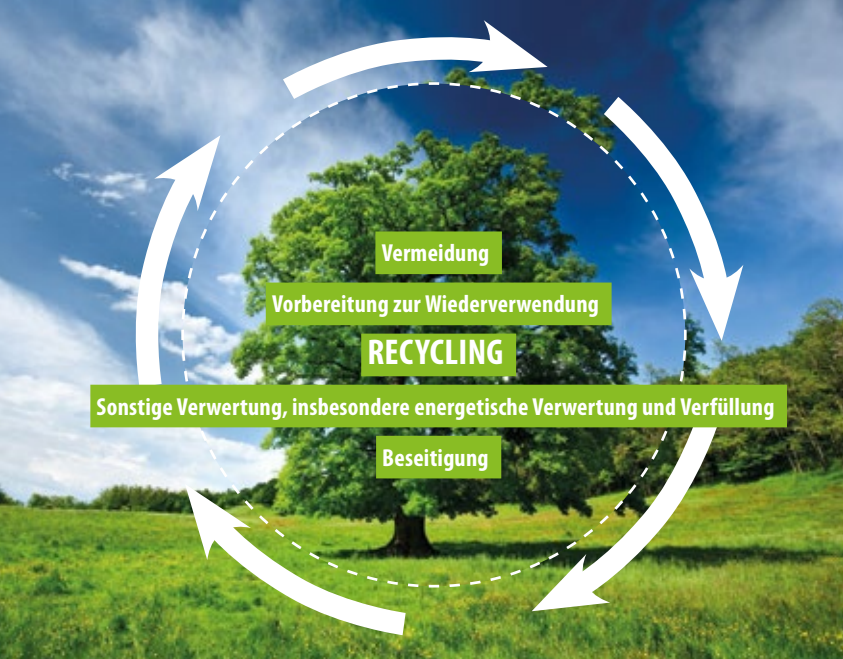 Vermeidung
Vorbereitung zur Wiederverwendung
RECYCLING
Sonstige Verwertung, insbesondere energetische Verwertung und Verfüllung
Beseitigung